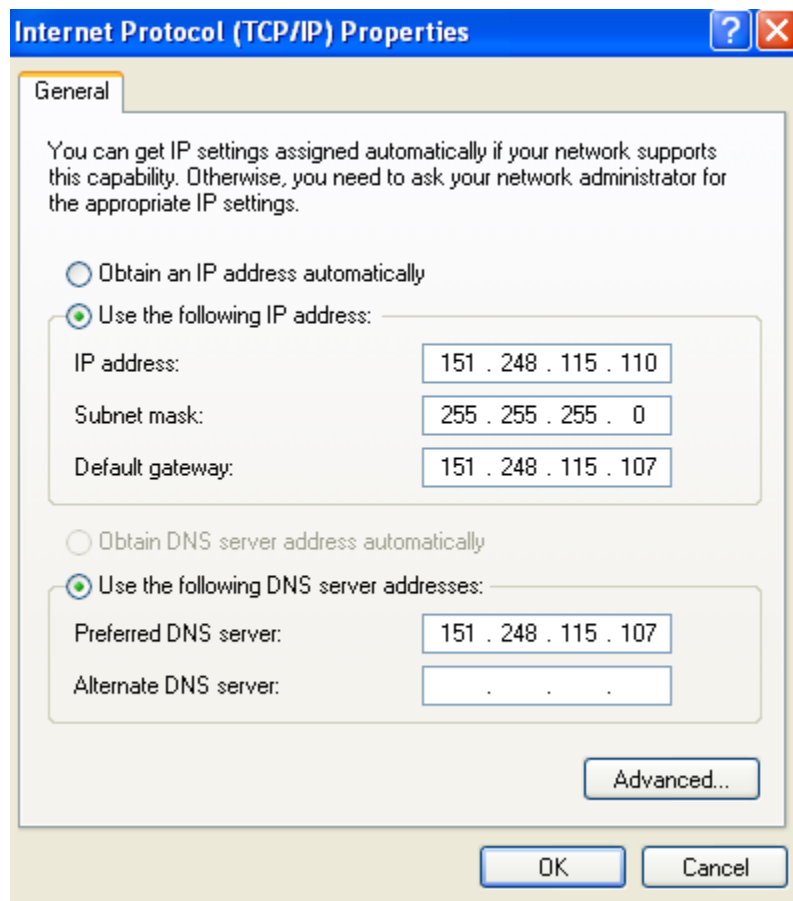 Internet Protocol (TCP/IP) Properties
General
You can get IP settings assigned automatically if your network supports
this capability. Otherwise, you need to ask your network administrator for
the appropriate IP settings.
Obtain an IP address automatically
Use the following IP address:
IP address: 151 . 248 . 115 . 110
Subnet mask: 255 . 255 . 255 . 0
Default gateway: 151 . 248 . 115 . 107
Obtain DNS server address automatically
Use the following DNS server addresses:
Preferred DNS server: 151 . 248 . 115 . 107
Alternate DNS server: . . .
Advanced...
OK Cancel